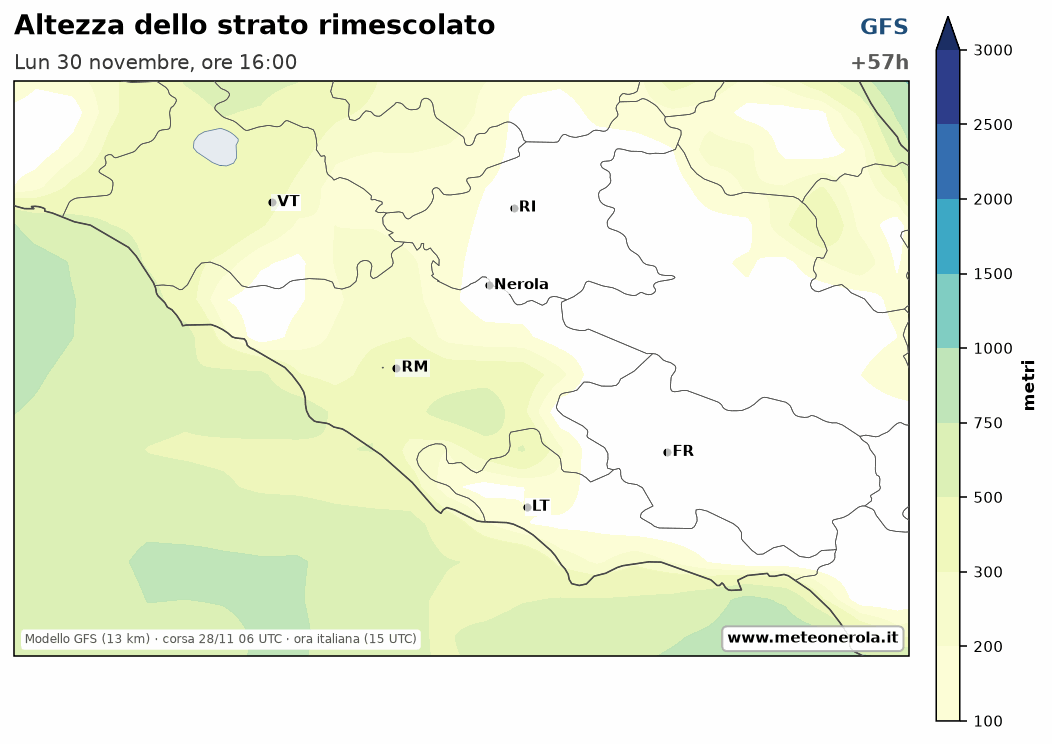 Altezza dello strato rimescolato
GFS
Lun 30 novembre, ore 16:00
+57h
VT
RI
Nerola
RM
FR
LT
Modello GFS (13 km) · corsa 28/11 06 UTC · ora italiana (15 UTC)
www.meteonerola.it
3000
2500
2000
1500
1000
750
500
300
200
100
metri